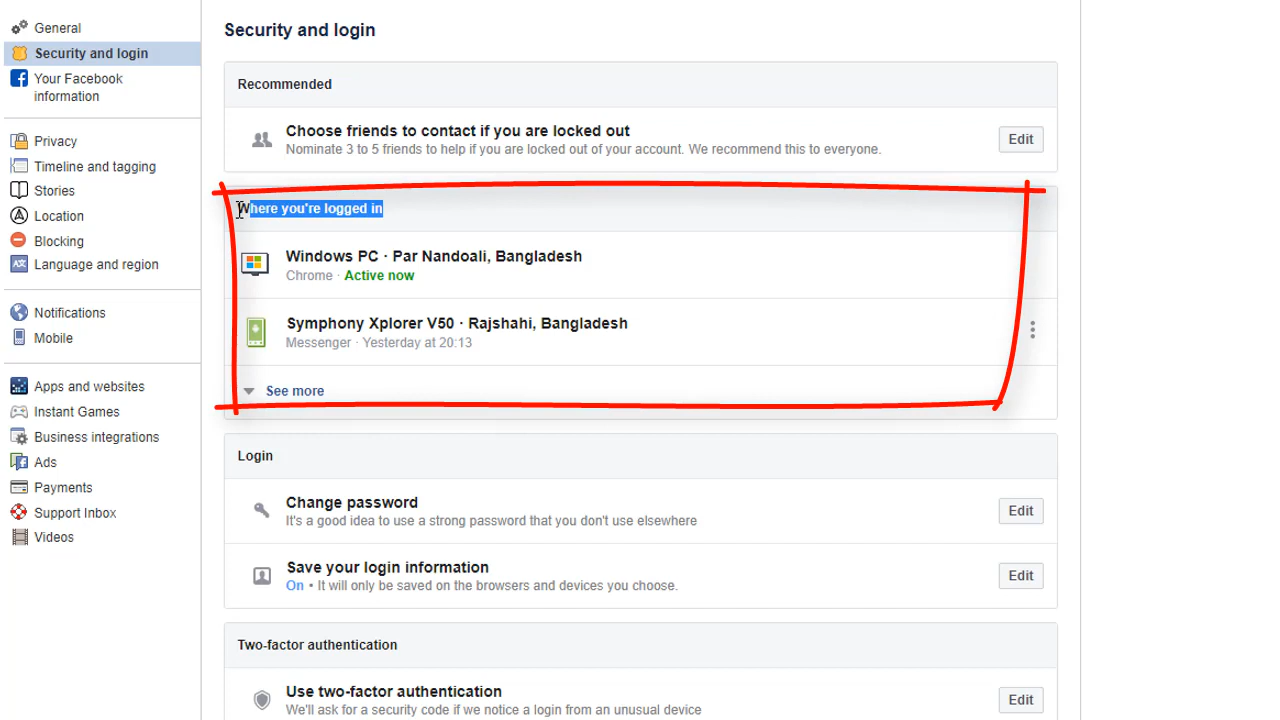 General
Security and login
Your Facebook
information
Privacy
Timeline and tagging
Stories
Location
Blocking
Language and region
Notifications
Mobile
Apps and websites
Instant Games
Business integrations
Ads
Payments
Support Inbox
Videos
Security and login
Recommended
Choose friends to contact if you are locked out
Nominate 3 to 5 friends to help if you are locked out of your account. We recommend this to everyone.
Edit
Where you're logged in
Windows PC · Par Nandoali, Bangladesh
Chrome · Active now
Symphony Xplorer V50 · Rajshahi, Bangladesh
Messenger · Yesterday at 20:13
See more
Login
Change password
It's a good idea to use a strong password that you don't use elsewhere
Edit
Save your login information
On • It will only be saved on the browsers and devices you choose.
Edit
Two-factor authentication
Use two-factor authentication
We'll ask for a security code if we notice a login from an unusual device
Edit